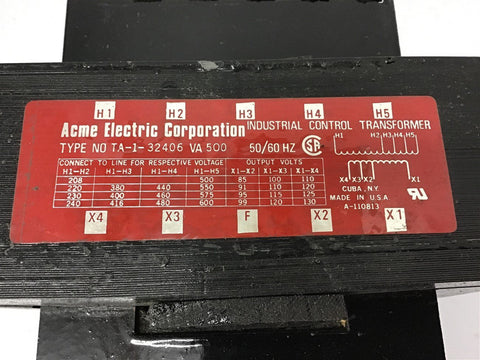 H1 H2 H3 H4 H5
Acme Electric Corporation INDUSTRIAL CONTROL TRANSFORMER
TYPE NO TA-1-32406 VA 500 50/60 HZ SA
H1 H2 H3 H4 H5
CONNECT TO LINE FOR RESPECTIVE VOLTAGE OUTPUT VOLTS
H1-H2 H1-H3 H1-H4 H1-H5 X1-X2 X1-X3 X1-X4
208 500 85 100 110
220 380 440 550 91 110 120
230 400 460 575 95 115 125
240 416 480 600 99 120 130
X4 X3 X2 X1
CUBA, N.Y.
MADE IN U.S.A
A-110813
X4 X3 F X2 X1